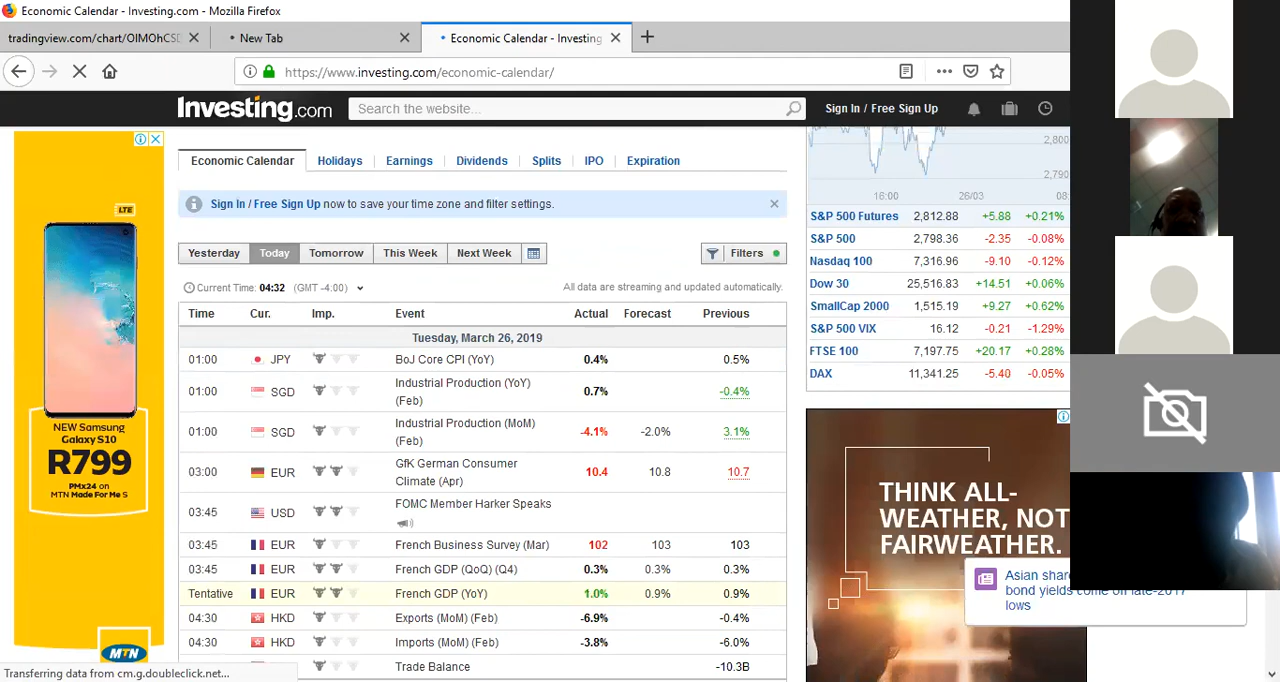 Economic Calendar - Investing.com - Mozilla Firefox
tradingview.com/chart/OIMOhCS
New Tab
Economic Calendar - Investing
https://www.investing.com/economic-calendar/
Investing.com
Search the website...
Sign In / Free Sign Up
Economic Calendar
Holidays
Earnings
Dividends
Splits
IPO
Expiration
Sign In / Free Sign Up now to save your time zone and filter settings.
Yesterday
Today
Tomorrow
This Week
Next Week
Filters
Current Time: 04:32 (GMT -4:00)
All data are streaming and updated automatically.
Time Cur. Imp. Event Actual Forecast Previous
Tuesday, March 26, 2019
01:00 JPY BoJ Core CPI (YoY) 0.4% 0.5%
01:00 SGD Industrial Production (YoY) (Feb) 0.7% -0.4%
01:00 SGD Industrial Production (MoM) (Feb) -4.1% -2.0% 3.1%
03:00 EUR GfK German Consumer Climate (Apr) 10.4 10.8 10.7
03:45 USD FOMC Member Harker Speaks
03:45 EUR French Business Survey (Mar) 102 103 103
03:45 EUR French GDP (QoQ) (Q4) 0.3% 0.3% 0.3%
Tentative EUR French GDP (YoY) 1.0% 0.9% 0.9%
04:30 HKD Exports (MoM) (Feb) -6.9% -0.4%
04:30 HKD Imports (MoM) (Feb) -3.8% -6.0%
Trade Balance -10.3B
2,800
2,790
16:00 26/03 08:
S&P 500 Futures 2,812.88 +5.88 +0.21%
S&P 500 2,798.36 -2.35 -0.08%
Nasdaq 100 7,316.96 -9.10 -0.12%
Dow 30 25,516.83 +14.51 +0.06%
SmallCap 2000 1,515.19 +9.27 +0.62%
S&P 500 VIX 16.12 -0.21 -1.29%
FTSE 100 7,197.75 +20.17 +0.28%
DAX 11,341.25 -5.40 -0.05%
LTE
NEW Samsung
Galaxy S10
R799
PMx24 on
MTN Made For Me S
MTN
THINK ALL-
WEATHER, NOT
FAIRWEATHER.
Asian shar
bond yields come off late-2017
lows
Transferring data from cm.g.doubleclick.net...